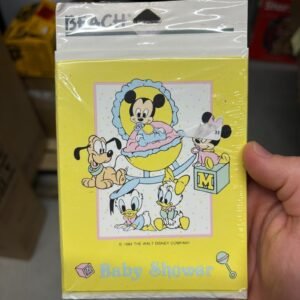 BEACH
M
© 1984 THE WALT DISNEY COMPANY
Baby Shower